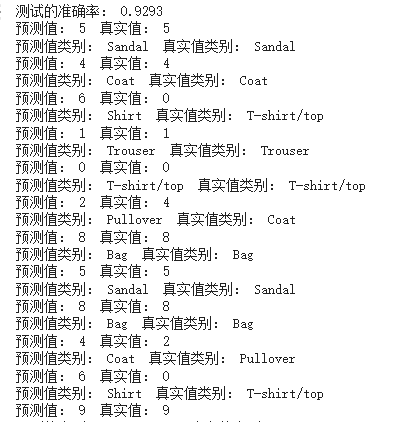 测试的准确率： 0.9293
预测值： 5 真实值： 5
预测值类别： Sandal 真实值类别： Sandal
预测值： 4 真实值： 4
预测值类别： Coat 真实值类别： Coat
预测值： 6 真实值： 0
预测值类别： Shirt 真实值类别： T-shirt/top
预测值： 1 真实值： 1
预测值类别： Trouser 真实值类别： Trouser
预测值： 0 真实值： 0
预测值类别： T-shirt/top 真实值类别： T-shirt/top
预测值： 2 真实值： 4
预测值类别： Pullover 真实值类别： Coat
预测值： 8 真实值： 8
预测值类别： Bag 真实值类别： Bag
预测值： 5 真实值： 5
预测值类别： Sandal 真实值类别： Sandal
预测值： 8 真实值： 8
预测值类别： Bag 真实值类别： Bag
预测值： 4 真实值： 2
预测值类别： Coat 真实值类别： Pullover
预测值： 6 真实值： 0
预测值类别： Shirt 真实值类别： T-shirt/top
预测值： 9 真实值： 9